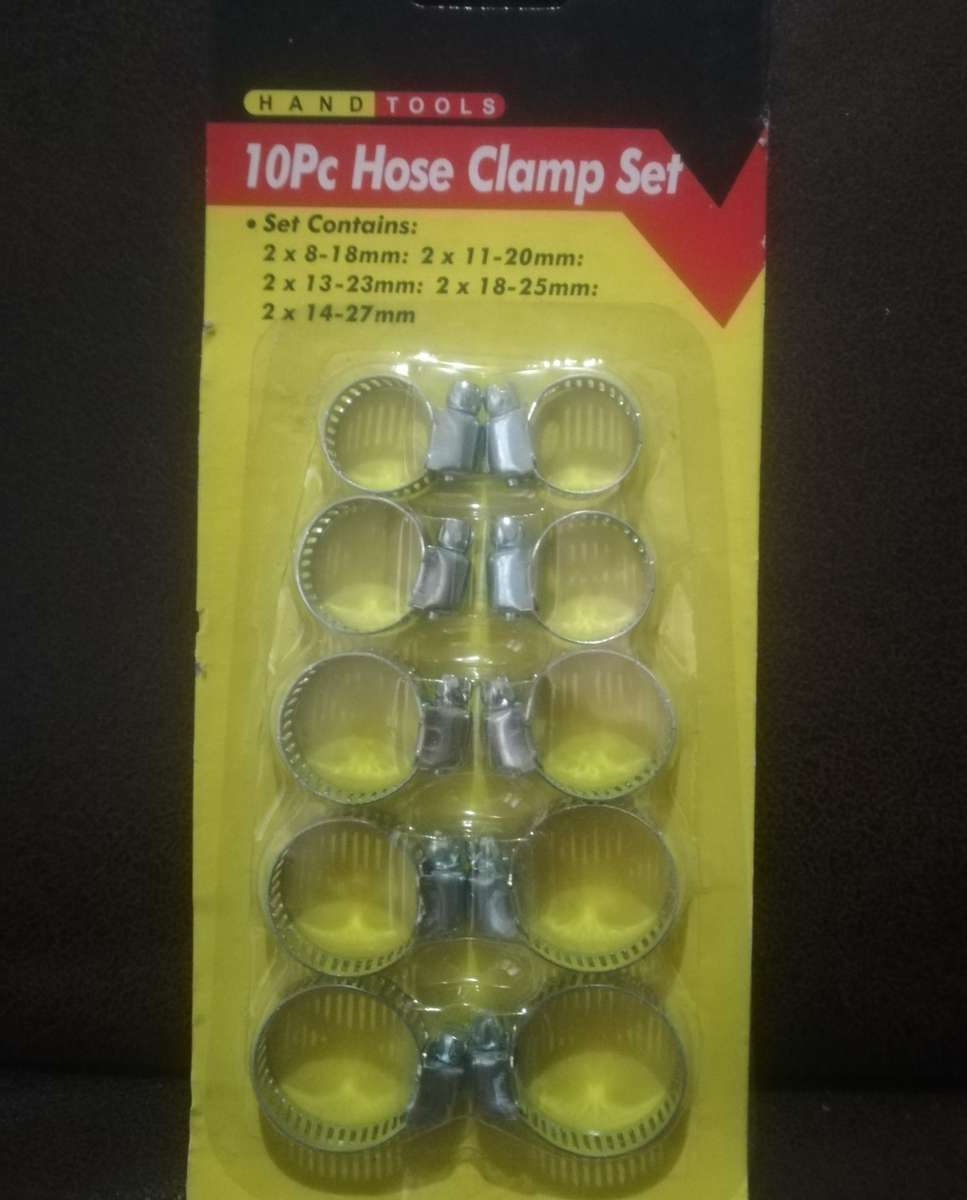 HAND TOOLS
10Pc Hose Clamp Set
• Set Contains:
2 x 8-18mm: 2 x 11-20mm:
2 x 13-23mm: 2 x 18-25mm:
2 x 14-27mm